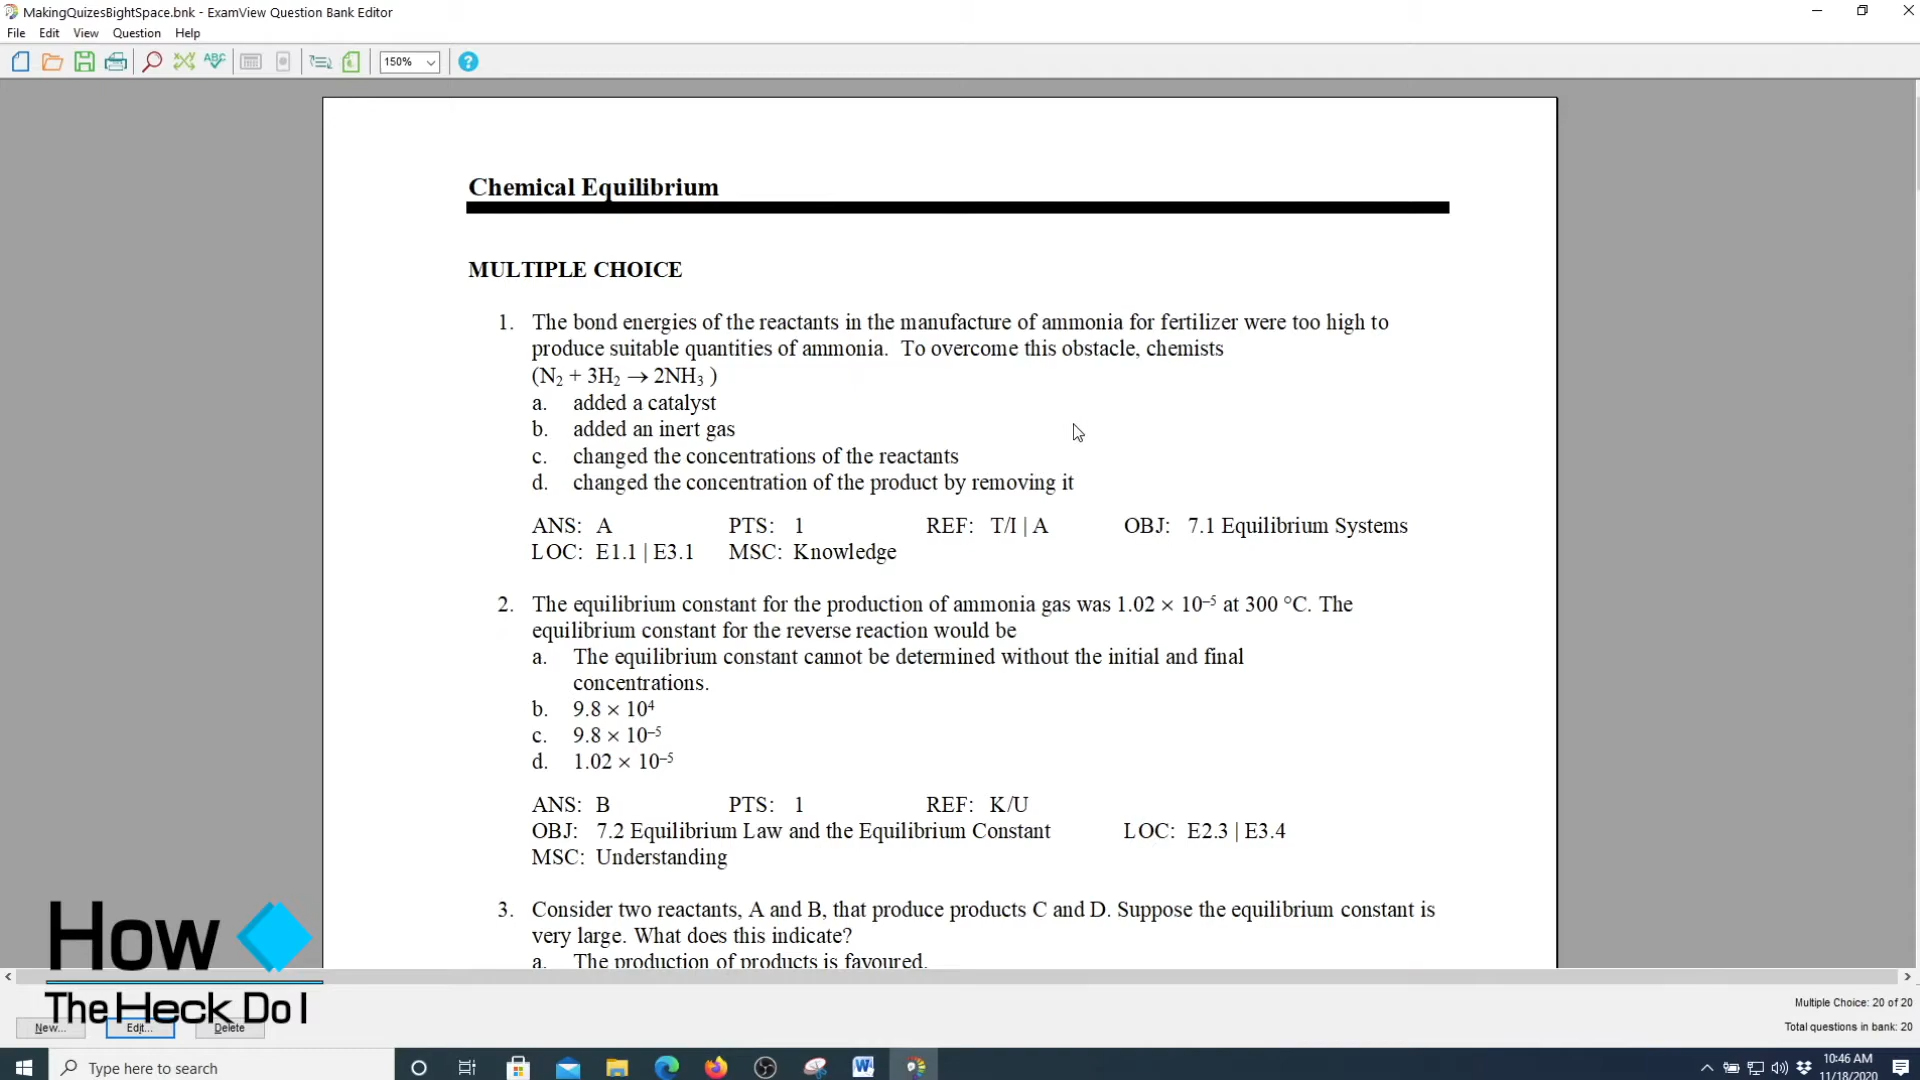 MakingQuizesBightSpace.bnk - ExamView Question Bank Editor
File Edit View Question Help
ABC 150% ?
Chemical Equilibrium
MULTIPLE CHOICE
1. The bond energies of the reactants in the manufacture of ammonia for fertilizer were too high to
produce suitable quantities of ammonia. To overcome this obstacle, chemists
(N₂ + 3H₂ → 2NH₃ )
a. added a catalyst
b. added an inert gas
c. changed the concentrations of the reactants
d. changed the concentration of the product by removing it
ANS: A PTS: 1 REF: T/I | A OBJ: 7.1 Equilibrium Systems
LOC: E1.1 | E3.1 MSC: Knowledge
2. The equilibrium constant for the production of ammonia gas was 1.02 × 10⁻⁵ at 300 °C. The
equilibrium constant for the reverse reaction would be
a. The equilibrium constant cannot be determined without the initial and final
concentrations.
b. 9.8 × 10⁴
c. 9.8 × 10⁻⁵
d. 1.02 × 10⁻⁵
ANS: B PTS: 1 REF: K/U
OBJ: 7.2 Equilibrium Law and the Equilibrium Constant LOC: E2.3 | E3.4
MSC: Understanding
3. Consider two reactants, A and B, that produce products C and D. Suppose the equilibrium constant is
very large. What does this indicate?
a. The production of products is favoured.
How
The Heck Do I
Multiple Choice: 20 of 20
New... Edit... Delete
Total questions in bank: 20
Type here to search
10:46 AM
11/18/2020